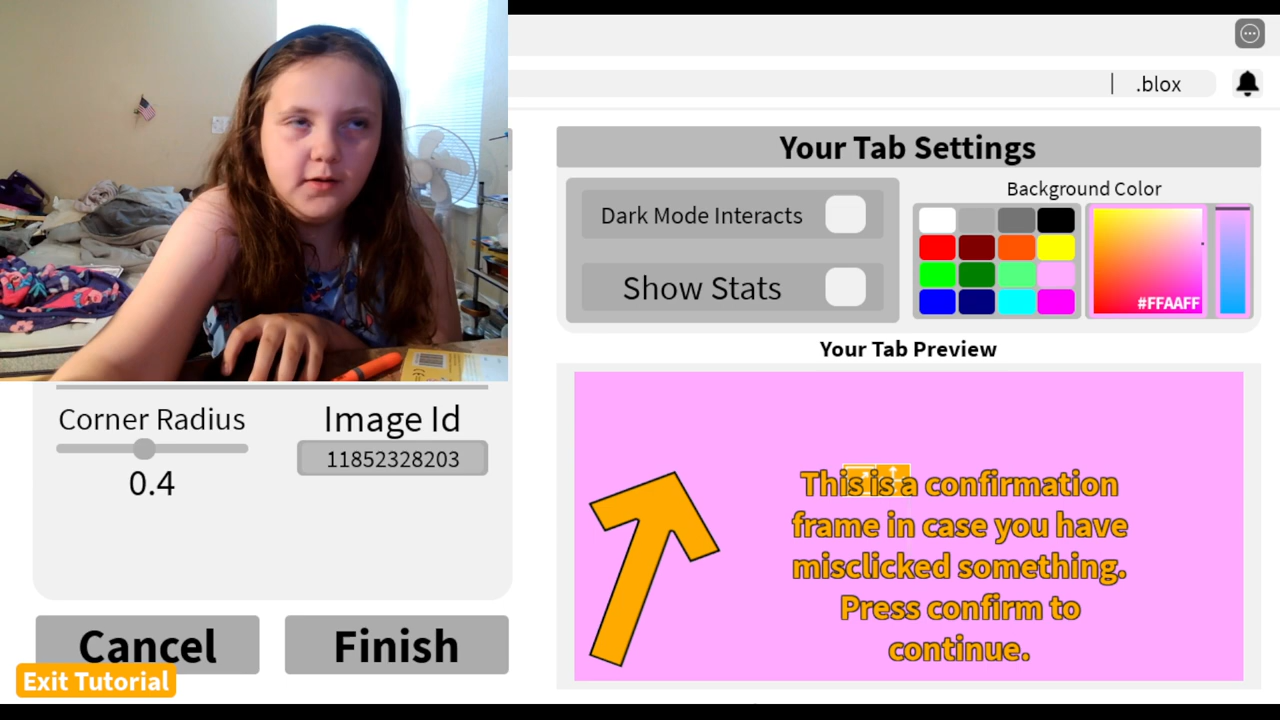 .blox
Your Tab Settings
Dark Mode Interacts
Show Stats
Background Color
#FFAAFF
Your Tab Preview
Corner Radius
0.4
Image Id
11852328203
This is a confirmation
frame in case you have
misclicked something.
Press confirm to
continue.
Cancel
Finish
Exit Tutorial